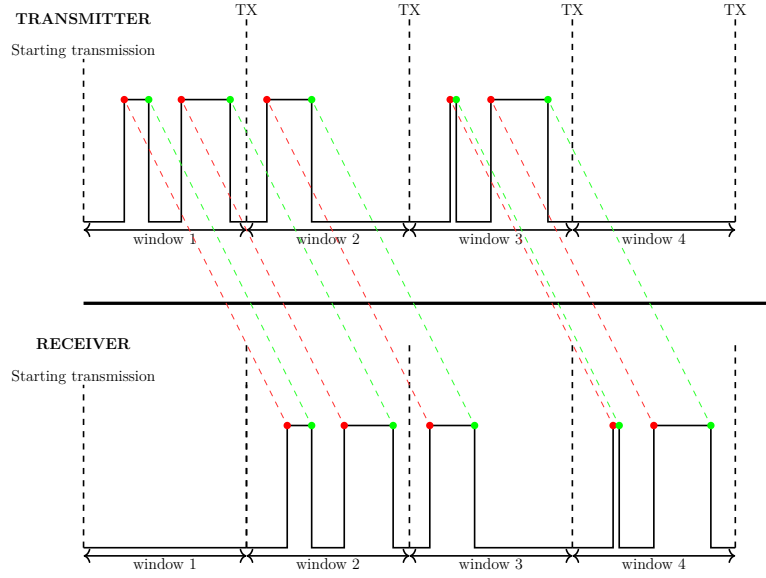 TX TX TX TX
TRANSMITTER
Starting transmission
window 1 window 2 window 3 window 4
RECEIVER
Starting transmission
window 1 window 2 window 3 window 4